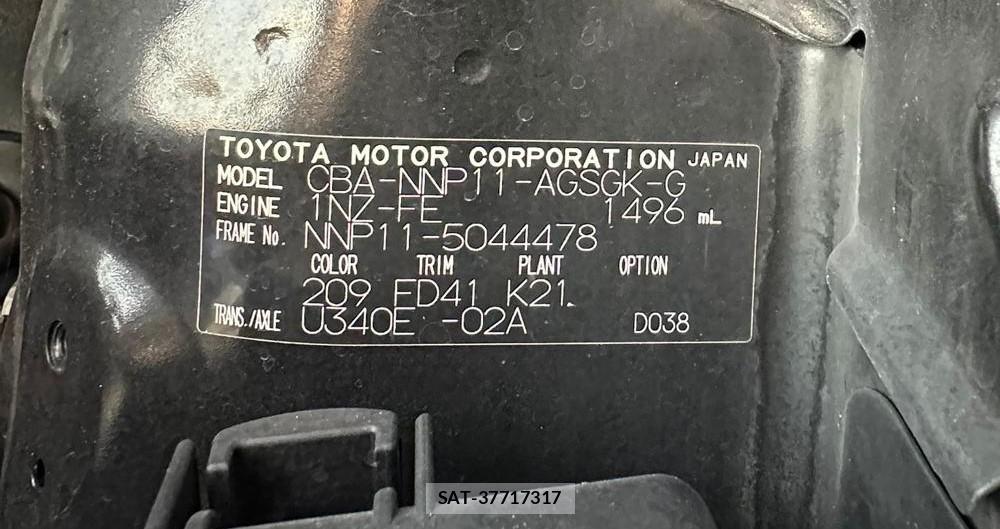 TOYOTA MOTOR CORPORATION JAPAN
MODEL CBA-NNP11-AGSGK-G
ENGINE 1NZ-FE 1496 mL
FRAME No. NNP11-5044478
COLOR TRIM PLANT OPTION
209 FD41 K21
TRANS./AXLE U340E -02A D038
SAT-37717317